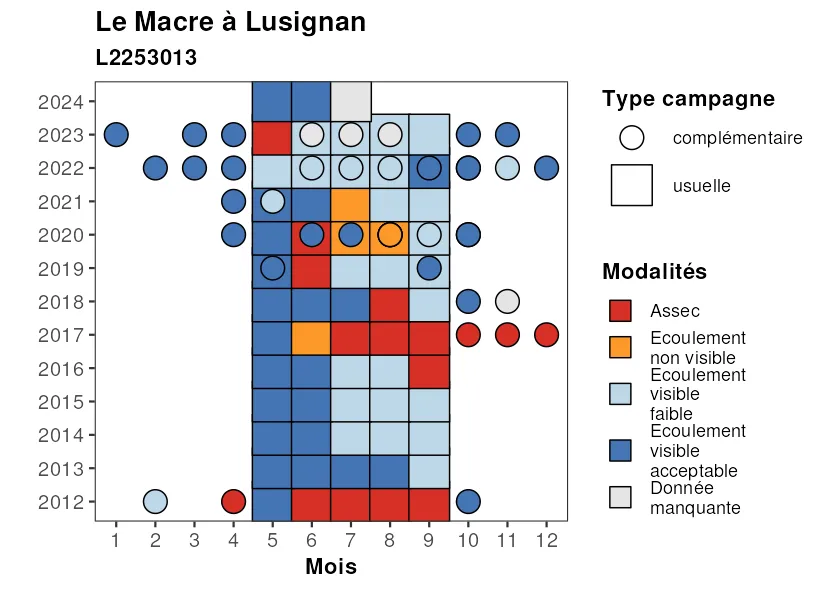 Le Macre à Lusignan
L2253013
2024
2023
2022
2021
2020
2019
2018
2017
2016
2015
2014
2013
2012
1 2 3 4 5 6 7 8 9 10 11 12
Mois
Type campagne
complémentaire
usuelle
Modalités
Assec
Ecoulement
non visible
Ecoulement
visible
faible
Ecoulement
visible
acceptable
Donnée
manquante